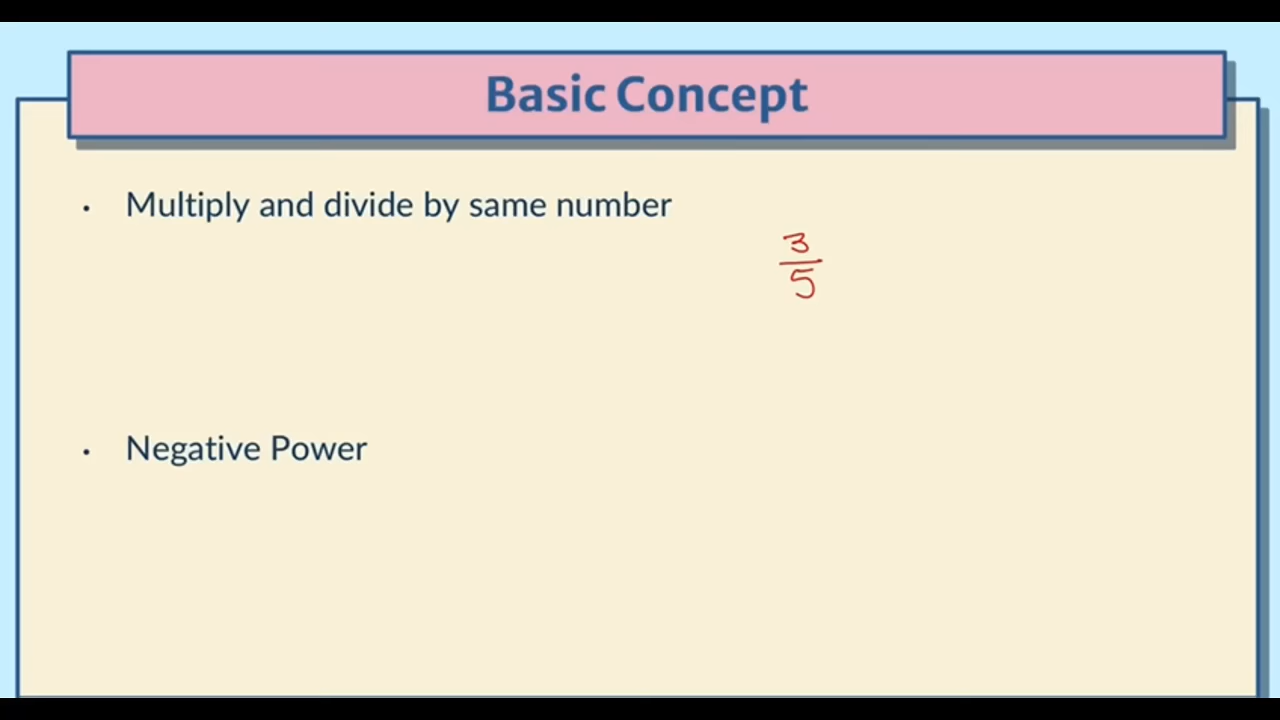 Basic Concept
· Multiply and divide by same number
3
5
· Negative Power